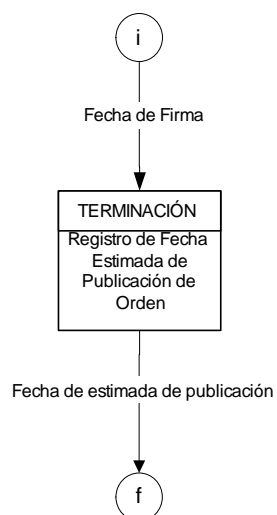 i
Fecha de Firma
TERMINACIÓN
Registro de Fecha
Estimada de
Publicación de
Orden
Fecha de estimada de publicación
f